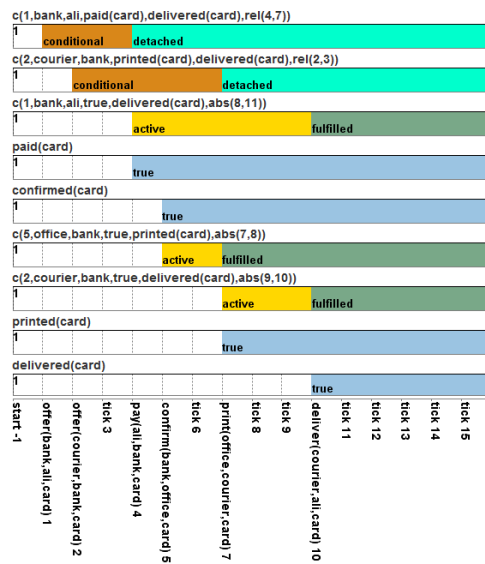 c(1,bank,ali,paid(card),delivered(card),rel(4,7))
1
conditional detached
c(2,courier,bank,printed(card),delivered(card),rel(2,3))
1
conditional detached
c(1,bank,ali,true,delivered(card),abs(8,11))
1
active fulfilled
paid(card)
1
true
confirmed(card)
1
true
c(5,office,bank,true,printed(card),abs(7,8))
1
active fulfilled
c(2,courier,bank,true,delivered(card),abs(9,10))
1
active fulfilled
printed(card)
1
true
delivered(card)
1
true
start -1
offer(bank,ali,card) 1
offer(courier,bank,card) 2
tick 3
pay(ali,bank,card) 4
confirm(bank,office,card) 5
tick 6
print(office,courier,card) 7
tick 8
tick 9
deliver(courier,ali,card) 10
tick 11
tick 12
tick 13
tick 14
tick 15